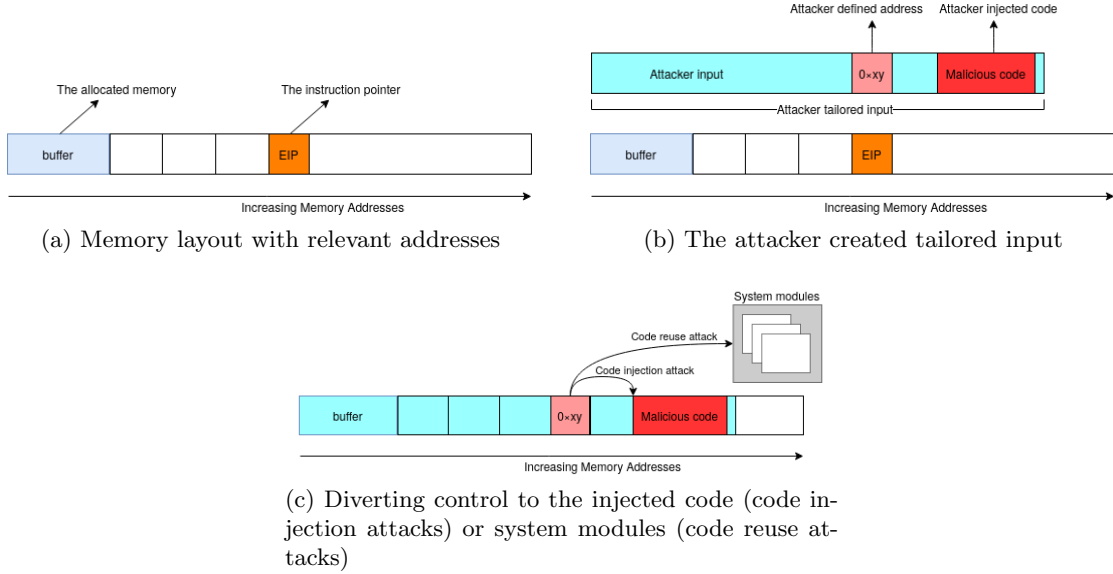 The allocated memory
The instruction pointer
buffer
EIP
Increasing Memory Addresses
(a) Memory layout with relevant addresses
Attacker defined address
Attacker injected code
Attacker input
0×xy
Malicious code
Attacker tailored input
buffer
EIP
Increasing Memory Addresses
(b) The attacker created tailored input
System modules
Code reuse attack
Code injection attack
buffer
0×xy
Malicious code
Increasing Memory Addresses
(c) Diverting control to the injected code (code in-
jection attacks) or system modules (code reuse at-
tacks)